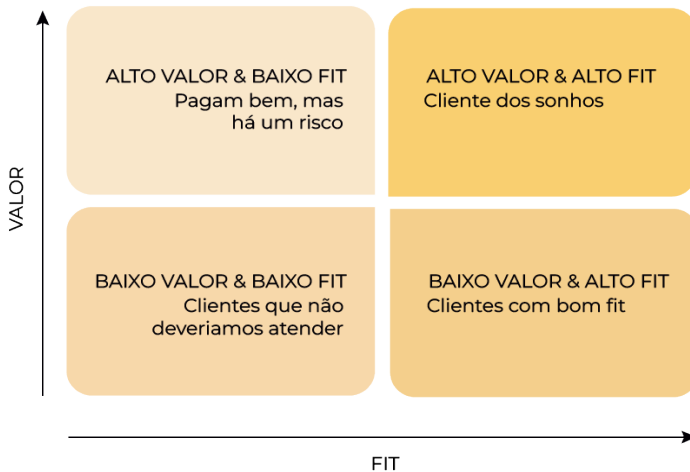 ALTO VALOR & BAIXO FIT
Pagam bem, mas
há um risco
ALTO VALOR & ALTO FIT
Cliente dos sonhos
VALOR
BAIXO VALOR & BAIXO FIT
Clientes que não
deveriamos atender
BAIXO VALOR & ALTO FIT
Clientes com bom fit
FIT